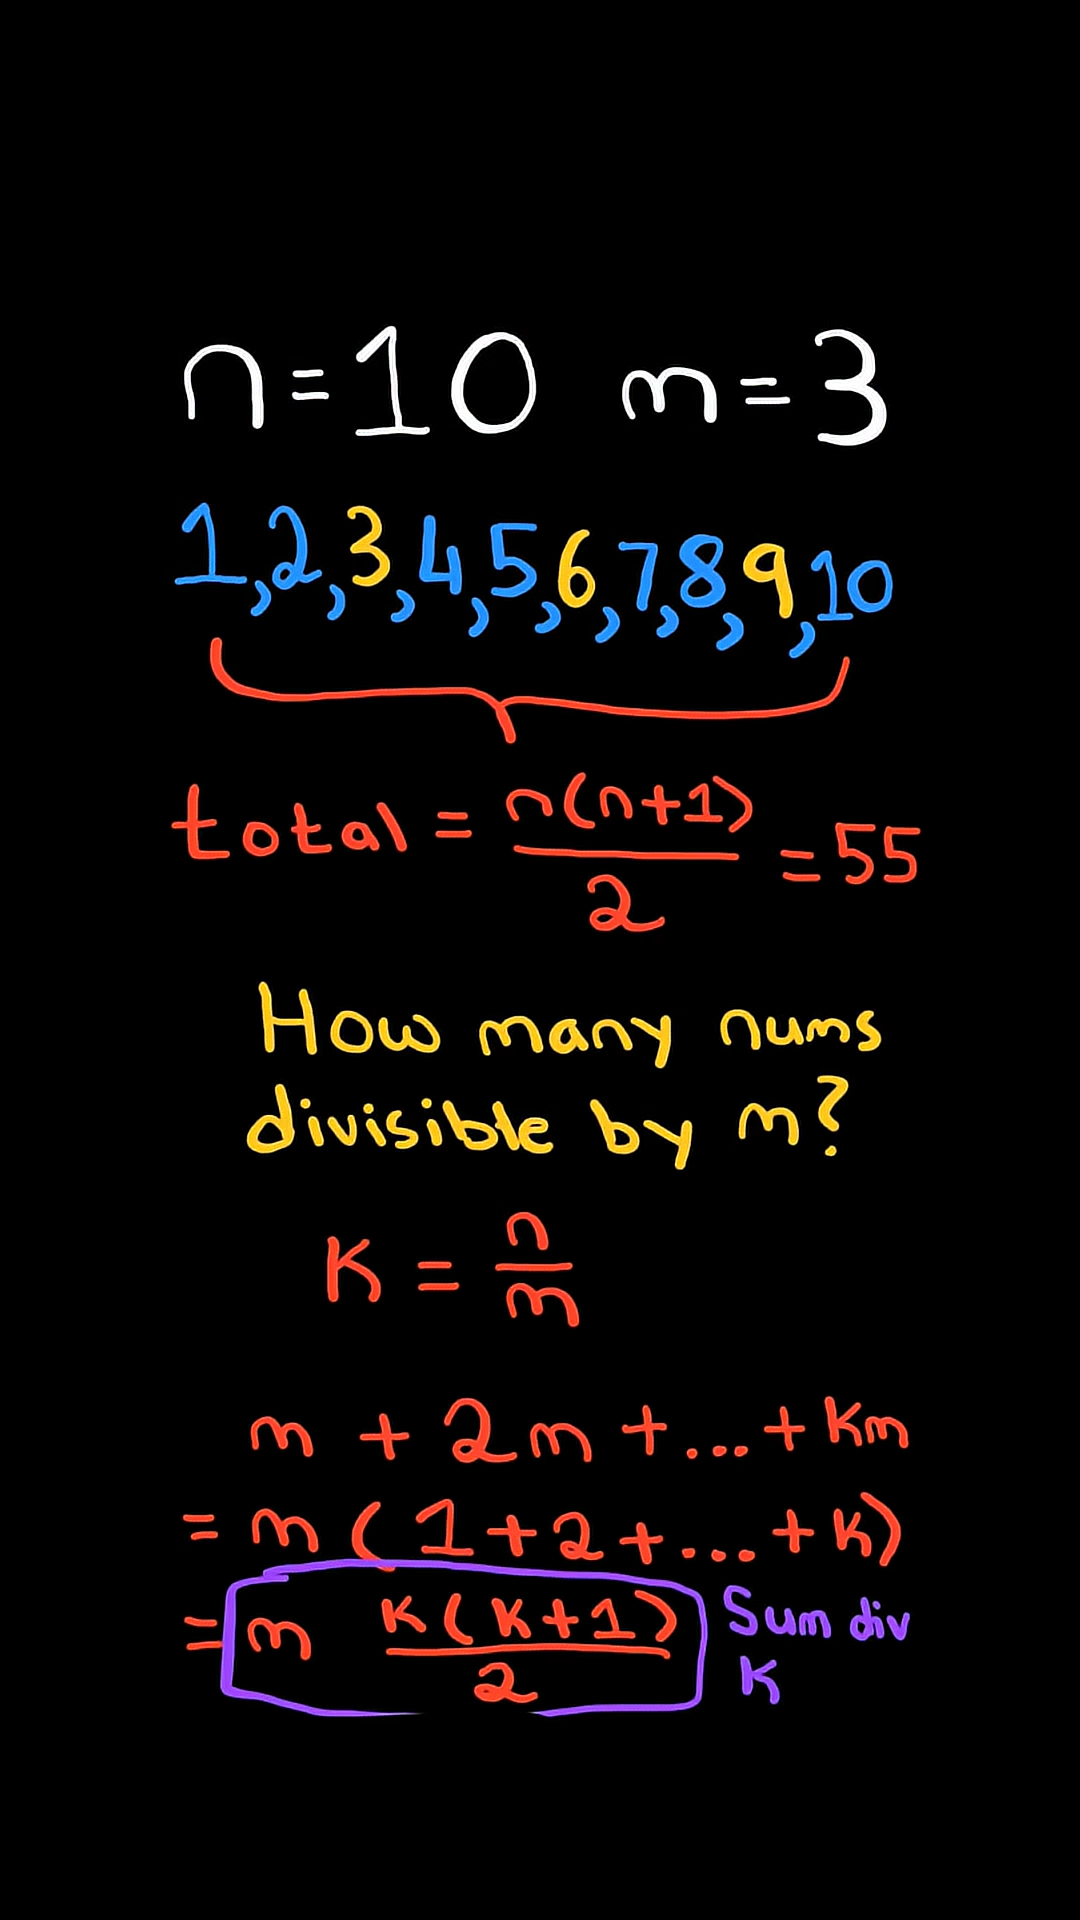 n=10 m=3
1,2,3,4,5,6,7,8,9,10
total = n(n+1)/2 = 55
How many nums
divisible by m?
K = n/m
m + 2m + ... + Km
= m (1+2+...+K)
= m K(K+1)/2 Sum div
K